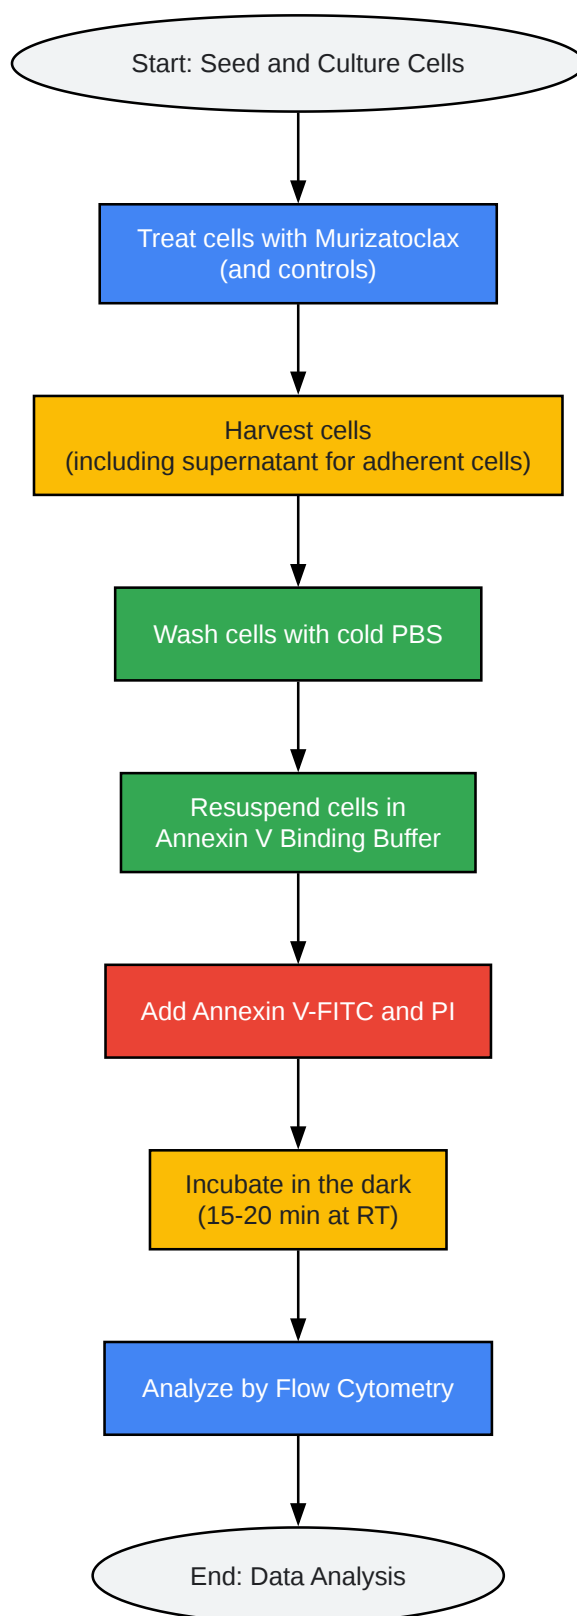 Start: Seed and Culture Cells
Treat cells with Murizatoclax
(and controls)
Harvest cells
(including supernatant for adherent cells)
Wash cells with cold PBS
Resuspend cells in
Annexin V Binding Buffer
Add Annexin V-FITC and PI
Incubate in the dark
(15-20 min at RT)
Analyze by Flow Cytometry
End: Data Analysis